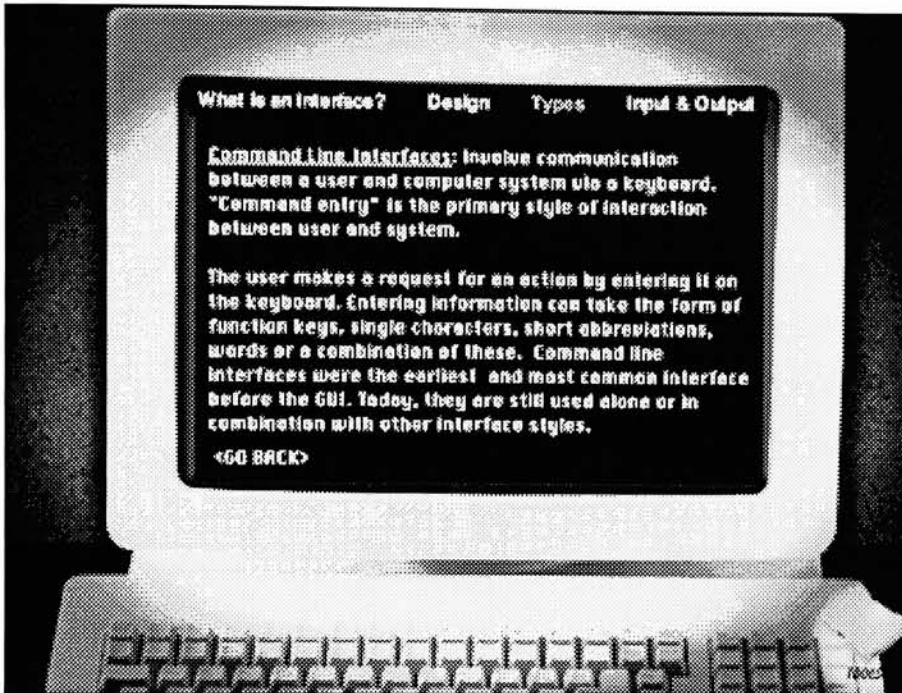 What is an Interface? Design Types Input & Output
Command Line Interfaces: Involve communication
between a user and computer system via a keyboard.
"Command entry" is the primary style of interaction
between user and system.
The user makes a request for an action by entering it on
the keyboard. Entering information can take the form of
function keys, single characters, short abbreviations,
words or a combination of these. Command line
interfaces were the earliest and most common interface
before the GUI. Today, they are still used alone or in
combination with other interface styles.
<GO BACK>